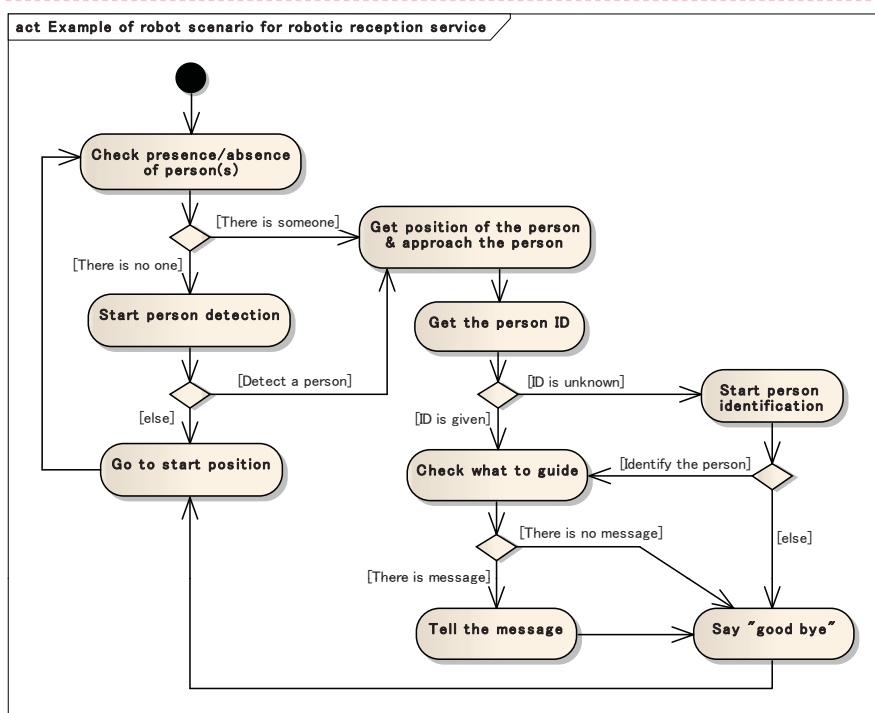 act Example of robot scenario for robotic reception service
Check presence/absence
of person(s)
[There is someone]
Get position of the person
& approach the person
[There is no one]
Start person detection
Get the person ID
[Detect a person]
[ID is unknown]
Start person
identification
[else]
[ID is given]
Go to start position
Check what to guide
[Identify the person]
[There is no message]
[else]
[There is message]
Tell the message
Say "good bye"